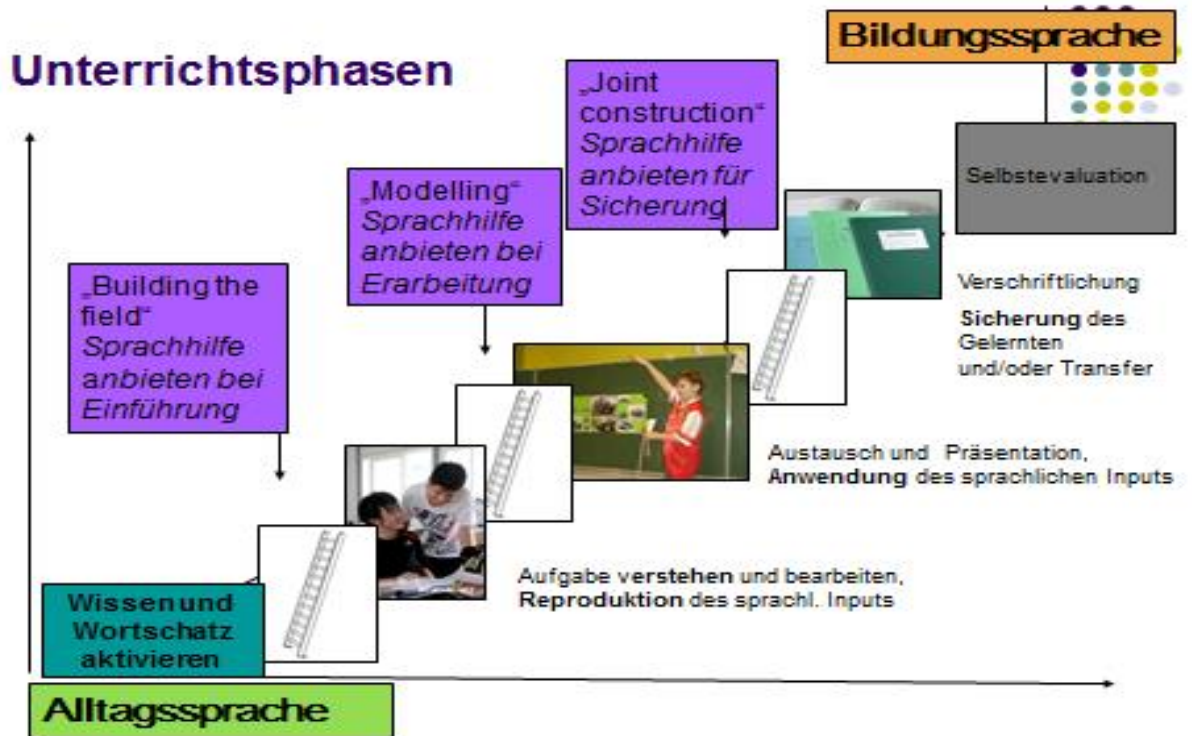 Unterrichtsphasen
Bildungssprache
„Joint
construction“
Sprachhilfe
anbieten für
Sicherung
Selbstevaluation
„Modelling“
Sprachhilfe
anbieten bei
Erarbeitung
„Building the
field“
Sprachhilfe
anbieten bei
Einführung
Verschriftlichung
Sicherung des
Gelernten
und/oder Transfer
Austausch und Präsentation,
Anwendung des sprachlichen Inputs
Aufgabe verstehen und bearbeiten,
Reproduktion des sprachl. Inputs
Wissen und
Wortschatz
aktivieren
Alltagssprache